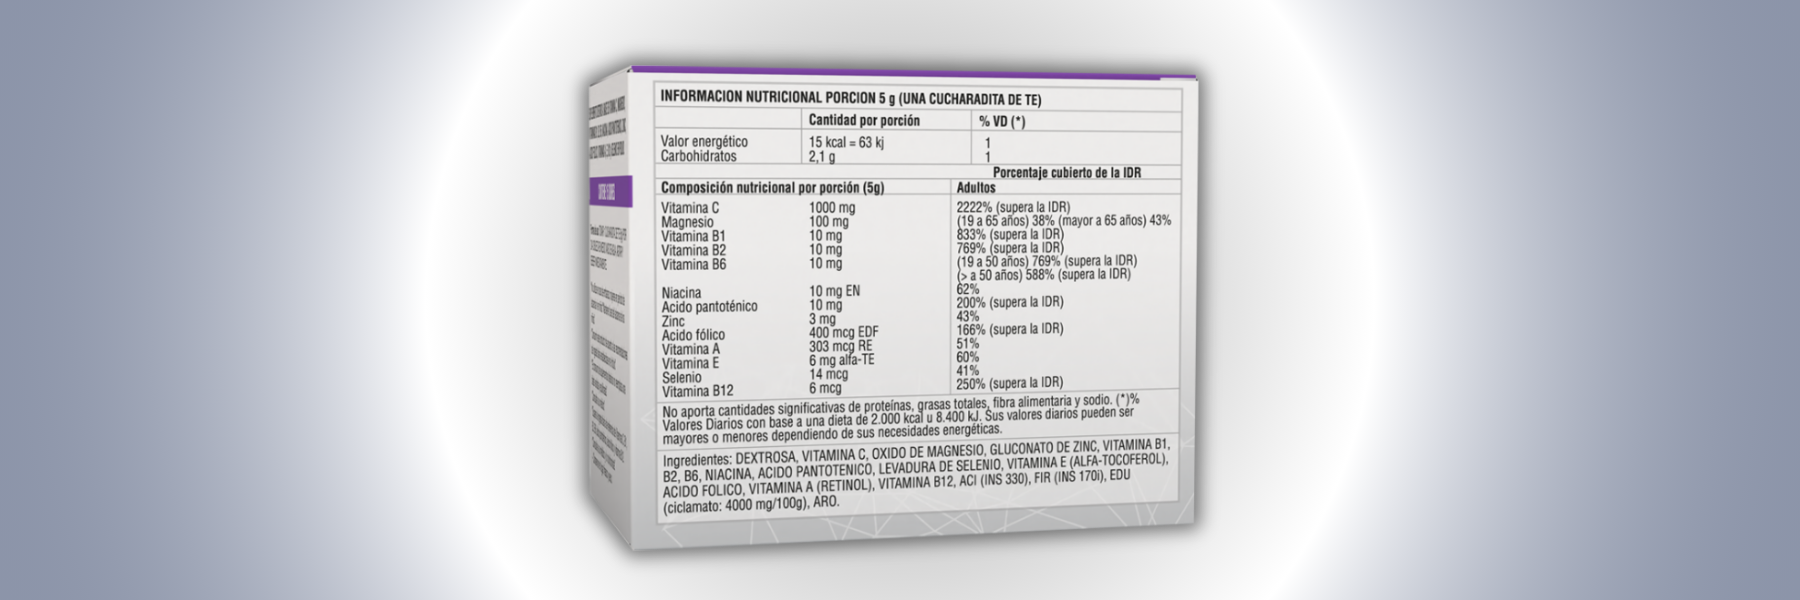 INFORMACION NUTRICIONAL PORCION 5 g (UNA CUCHARADITA DE TE)
Cantidad por porción % VD (*)
Valor energético 15 kcal = 63 kj 1
Carbohidratos 2,1 g 1
Porcentaje cubierto de la IDR
Composición nutricional por porción (5g) Adultos
Vitamina C 1000 mg 2222% (supera la IDR)
Magnesio 100 mg (19 a 65 años) 38% (mayor a 65 años) 43%
Vitamina B1 10 mg 833% (supera la IDR)
Vitamina B2 10 mg 769% (supera la IDR)
Vitamina B6 10 mg (19 a 50 años) 769% (supera la IDR)
(> a 50 años) 588% (supera la IDR)
Niacina 10 mg EN 62%
Acido pantoténico 10 mg 200% (supera la IDR)
Zinc 3 mg 43%
Acido fólico 400 mcg EDF 166% (supera la IDR)
Vitamina A 303 mcg RE 51%
Vitamina E 6 mg alfa-TE 60%
Selenio 14 mcg 41%
Vitamina B12 6 mcg 250% (supera la IDR)
No aporta cantidades significativas de proteínas, grasas totales, fibra alimentaria y sodio. (*)%
Valores Diarios con base a una dieta de 2.000 kcal u 8.400 kJ. Sus valores diarios pueden ser
mayores o menores dependiendo de sus necesidades energéticas.
Ingredientes: DEXTROSA, VITAMINA C, OXIDO DE MAGNESIO, GLUCONATO DE ZINC, VITAMINA B1,
B2, B6, NIACINA, ACIDO PANTOTENICO, LEVADURA DE SELENIO, VITAMINA E (ALFA-TOCOFEROL),
ACIDO FOLICO, VITAMINA A (RETINOL), VITAMINA B12, ACI (INS 330), FIR (INS 170i), EDU
(ciclamato: 4000 mg/100g), ARO.